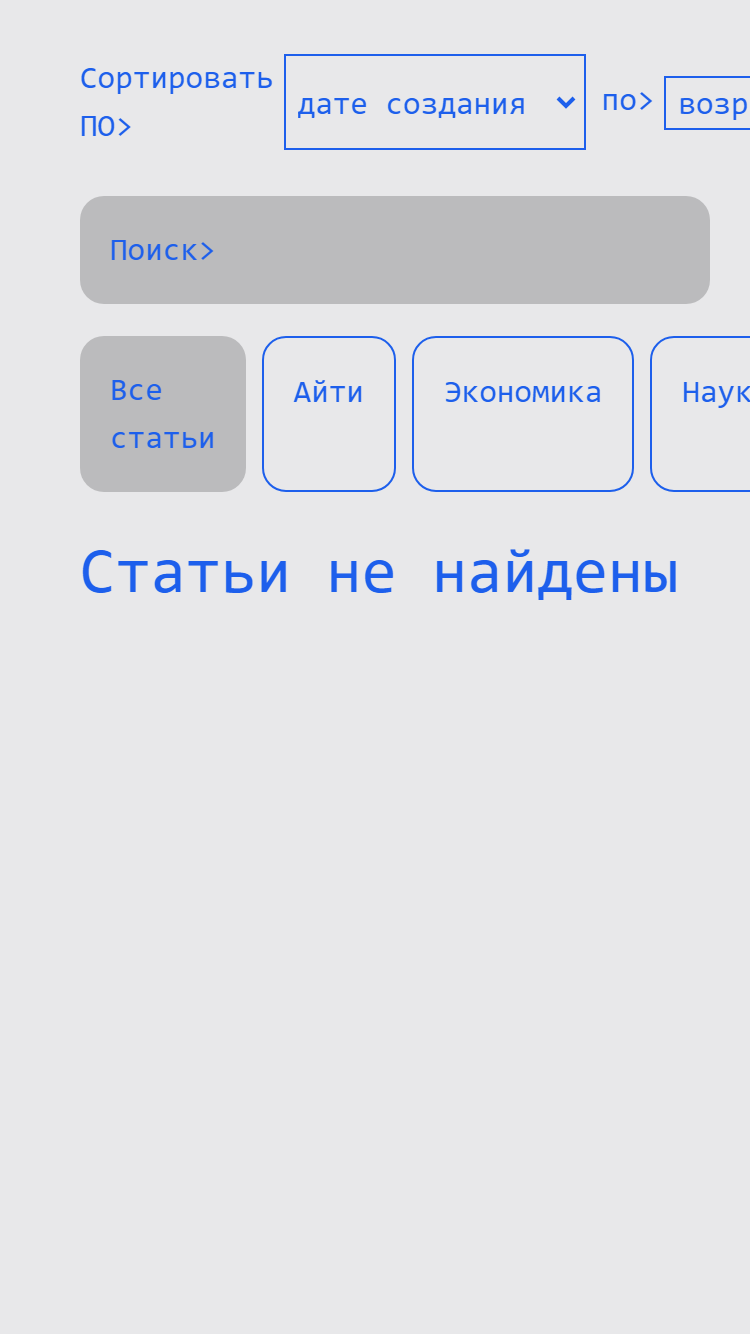 Сортировать
ПО>
дате создания
по>
возр
Поиск>
Все
статьи
Айти
Экономика
Наук
Статьи не найдены